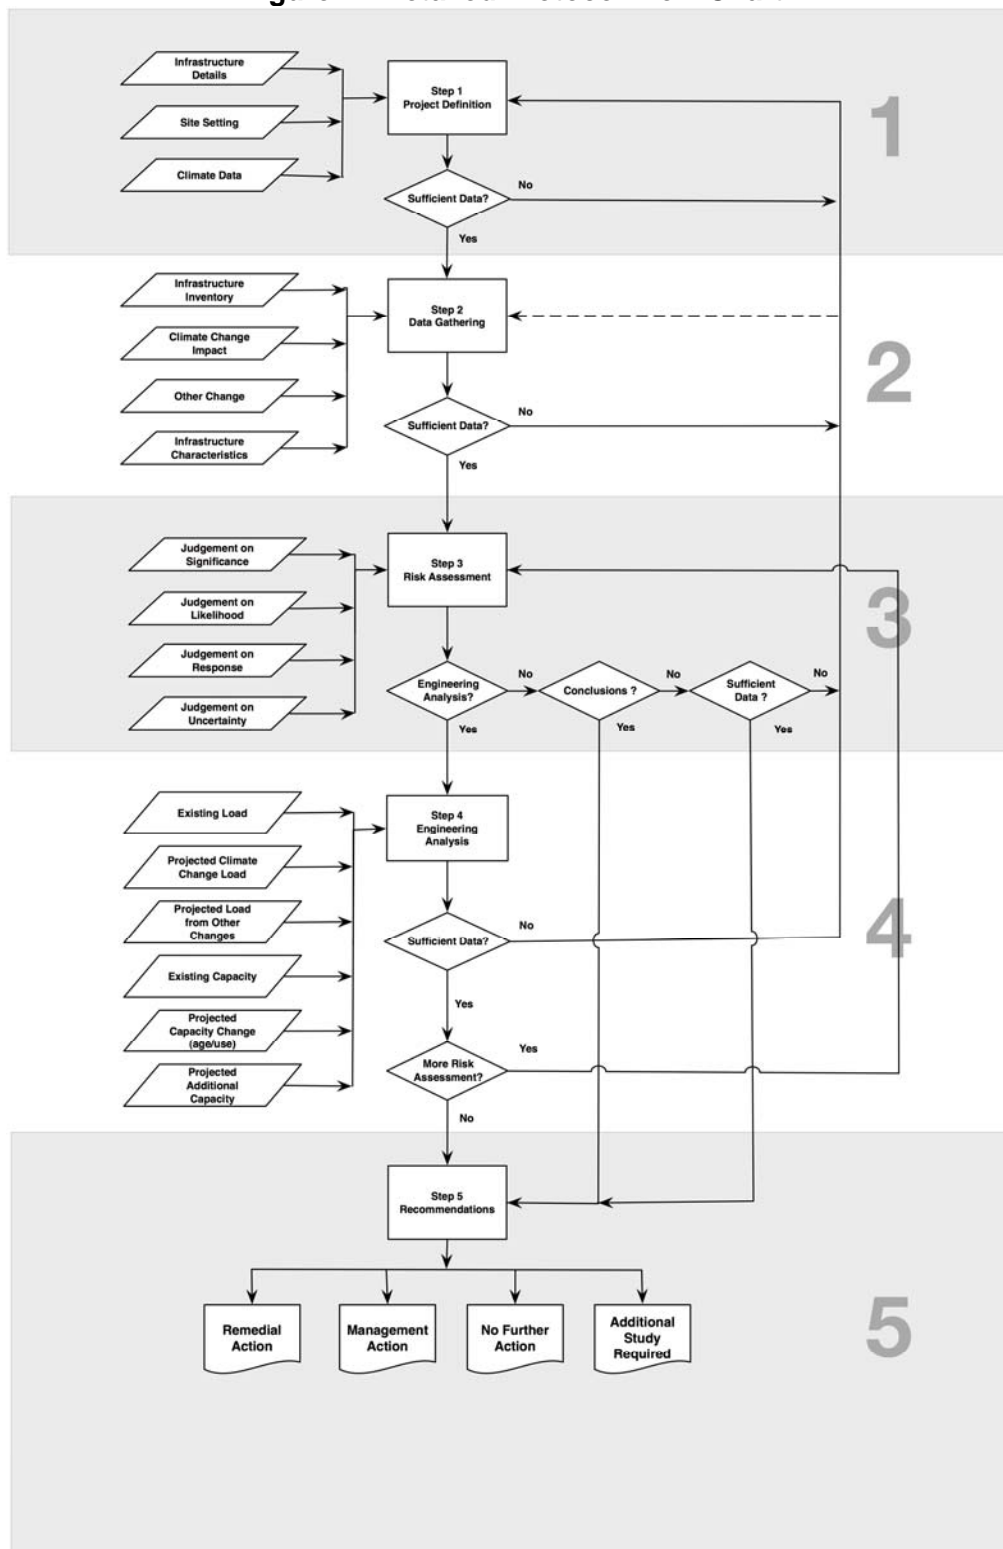 1
Infrastructure
Details
Step 1
Project Definition
Site Setting
Climate Data
Sufficient Data?
No
Yes
2
Infrastructure
Inventory
Step 2
Data Gathering
Climate Change
Impact
Other Change
Sufficient Data?
No
Infrastructure
Characteristics
Yes
3
Judgement on
Significance
Step 3
Risk Assessment
Judgement on
Likelihood
Judgement on
Response
Engineering
Analysis?
No
Conclusions ?
No
Sufficient
Data ?
No
Judgement on
Uncertainty
Yes
Yes
Yes
4
Existing Load
Step 4
Engineering
Analysis
Projected Climate
Change Load
Projected Load
from Other
Changes
Sufficient Data?
No
Existing Capacity
Yes
Projected
Capacity Change
(age/use)
More Risk
Assessment?
Yes
Projected
Additional
Capacity
No
5
Step 5
Recommendations
Remedial
Action
Management
Action
No Further
Action
Additional
Study
Required